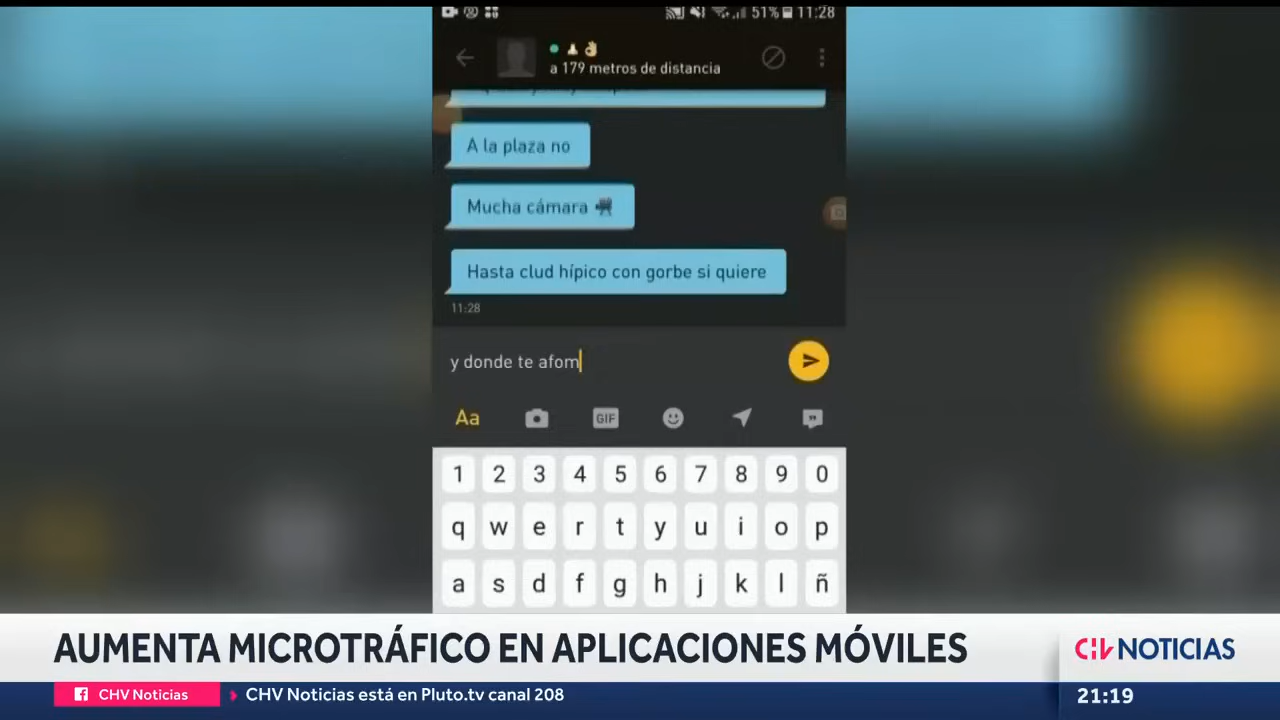 51% 11:28
a 179 metros de distancia
A la plaza no
Mucha cámara
Hasta clud hípico con gorbe si quiere
11:28
y donde te afom
Aa
GIF
1 2 3 4 5 6 7 8 9 0
q w e r t y u i o p
a s d f g h j k l ñ
AUMENTA MICROTRÁFICO EN APLICACIONES MÓVILES
CHV NOTICIAS
CHV Noticias
CHV Noticias está en Pluto.tv canal 208
21:19